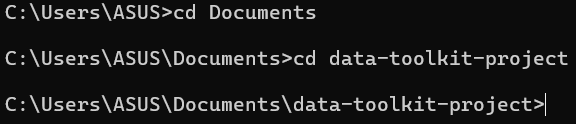 C:\Users\ASUS>cd Documents
C:\Users\ASUS\Documents>cd data-toolkit-project
C:\Users\ASUS\Documents\data-toolkit-project>